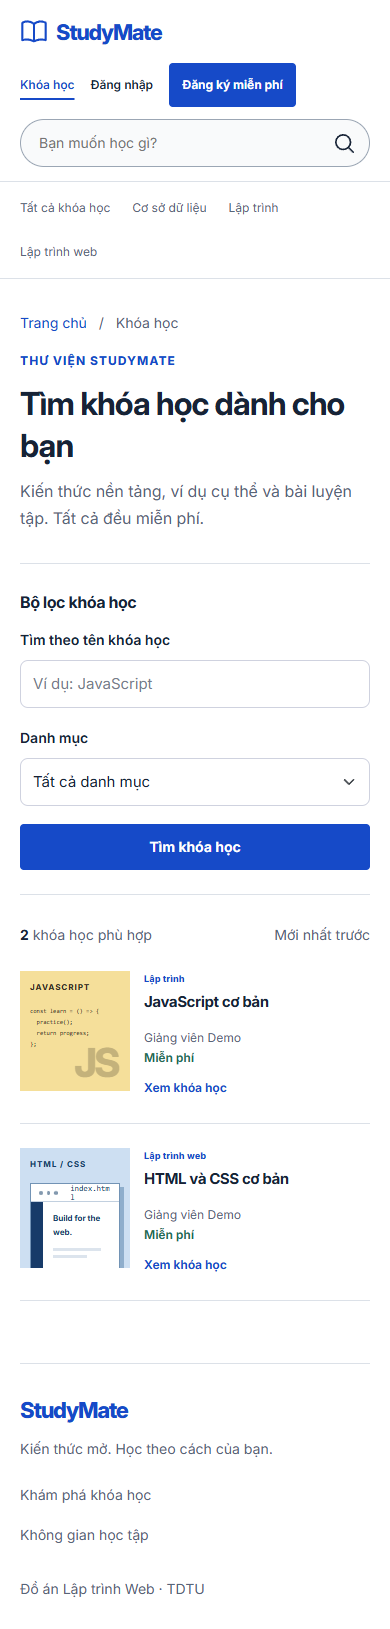 StudyMate
Khóa học Đăng nhập Đăng ký miễn phí
Bạn muốn học gì?
Tất cả khóa học Cơ sở dữ liệu Lập trình
Lập trình web
Trang chủ / Khóa học
THƯ VIỆN STUDYMATE
Tìm khóa học dành cho
bạn
Kiến thức nền tảng, ví dụ cụ thể và bài luyện
tập. Tất cả đều miễn phí.
Bộ lọc khóa học
Tìm theo tên khóa học
Ví dụ: JavaScript
Danh mục
Tất cả danh mục
Tìm khóa học
2 khóa học phù hợp Mới nhất trước
JAVASCRIPT
const learn = () => {
practice();
return progress;
};
JS
Lập trình
JavaScript cơ bản
Giảng viên Demo
Miễn phí
Xem khóa học
HTML / CSS
index.htm
l
Build for the
web.
Lập trình web
HTML và CSS cơ bản
Giảng viên Demo
Miễn phí
Xem khóa học
StudyMate
Kiến thức mở. Học theo cách của bạn.
Khám phá khóa học
Không gian học tập
Đồ án Lập trình Web · TDTU